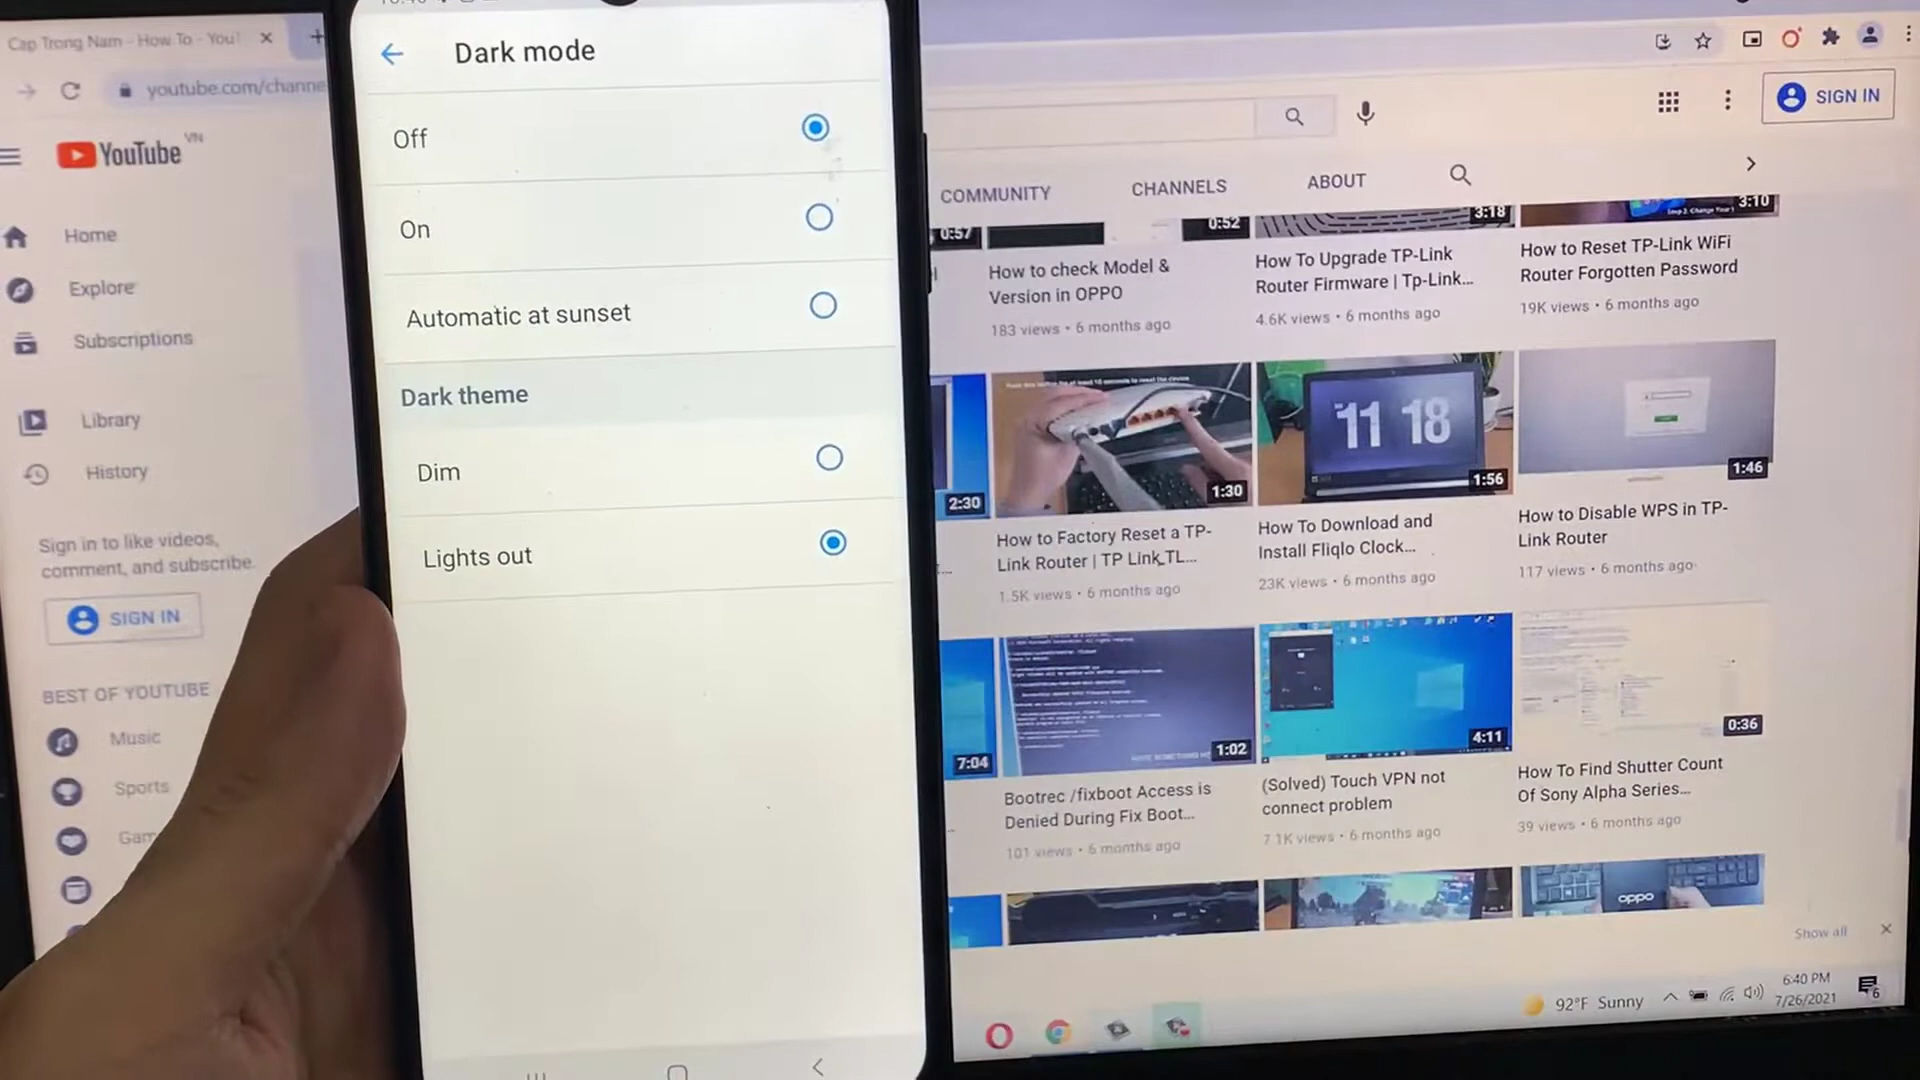 Cap Trong Nam - How To - You
youtube.com/channe
YouTube VN
Home
Explore
Subscriptions
Library
History
Sign in to like videos,
comment, and subscribe.
SIGN IN
BEST OF YOUTUBE
Music
Sports
Gam
Dark mode
Off
On
Automatic at sunset
Dark theme
Dim
Lights out
SIGN IN
COMMUNITY
CHANNELS
ABOUT
0:57
0:52
3:18
3:10
How to check Model &
Version in OPPO
183 views • 6 months ago
How To Upgrade TP-Link
Router Firmware | Tp-Link...
4.6K views • 6 months ago
How to Reset TP-Link WiFi
Router Forgotten Password
19K views • 6 months ago
2:30
1:30
11 18
1:56
1:46
How to Factory Reset a TP-
Link Router | TP Link TL...
1.5K views • 6 months ago
How To Download and
Install Fliqlo Clock...
23K views • 6 months ago
How to Disable WPS in TP-
Link Router
117 views • 6 months ago
7:04
1:02
4:11
0:36
Bootrec /fixboot Access is
Denied During Fix Boot...
101 views • 6 months ago
(Solved) Touch VPN not
connect problem
7.1K views • 6 months ago
How To Find Shutter Count
Of Sony Alpha Series...
39 views • 6 months ago
oppo
Show all
92°F Sunny
6:40 PM
7/26/2021
6